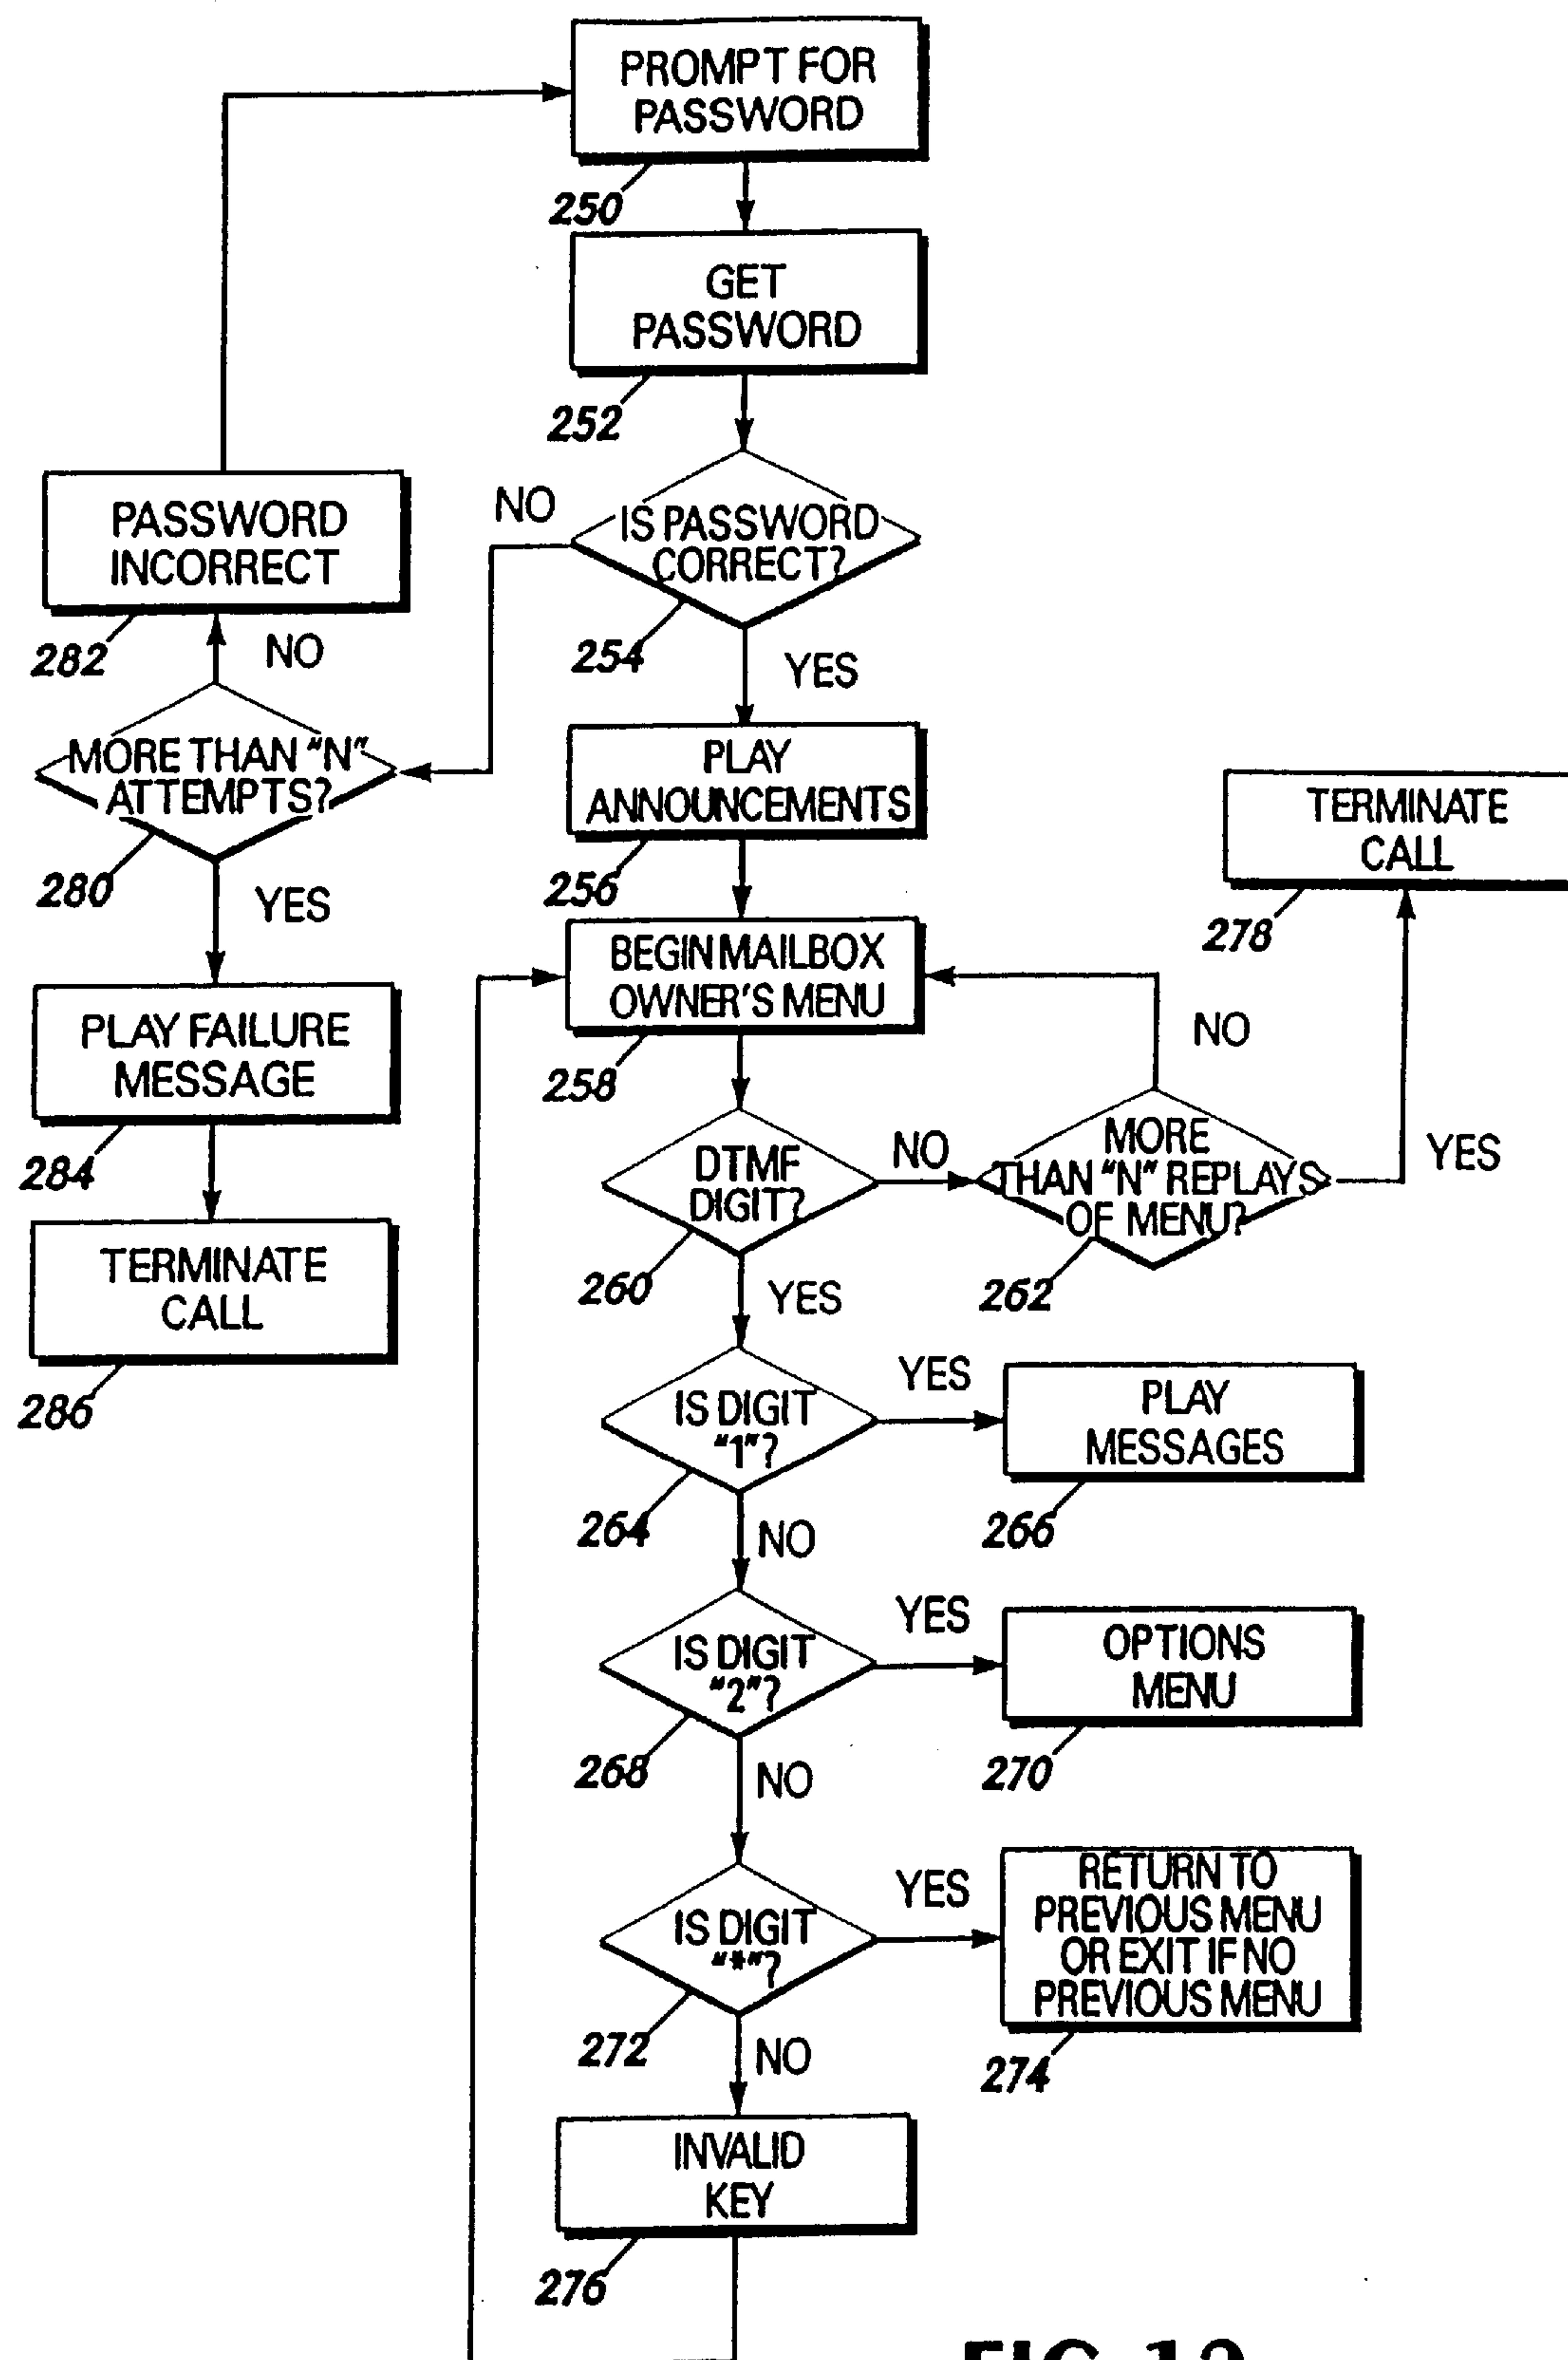 PROMPT FOR
PASSWORD
250
GET
PASSWORD
252
IS PASSWORD
CORRECT?
254
NO
YES
PASSWORD
INCORRECT
282
NO
MORE THAN "N"
ATTEMPTS?
280
YES
PLAY FAILURE
MESSAGE
284
TERMINATE
CALL
286
PLAY
ANNOUNCEMENTS
256
BEGIN MAILBOX
OWNER'S MENU
258
TERMINATE
CALL
278
NO
DTMF
DIGIT?
260
NO
MORE
THAN "N" REPLAYS
OF MENU?
262
YES
YES
IS DIGIT
"1"?
264
YES
PLAY
MESSAGES
266
NO
IS DIGIT
"2"?
268
YES
OPTIONS
MENU
270
NO
IS DIGIT
"*"?
272
YES
RETURN TO
PREVIOUS MENU
OR EXIT IF NO
PREVIOUS MENU
274
NO
INVALID
KEY
276